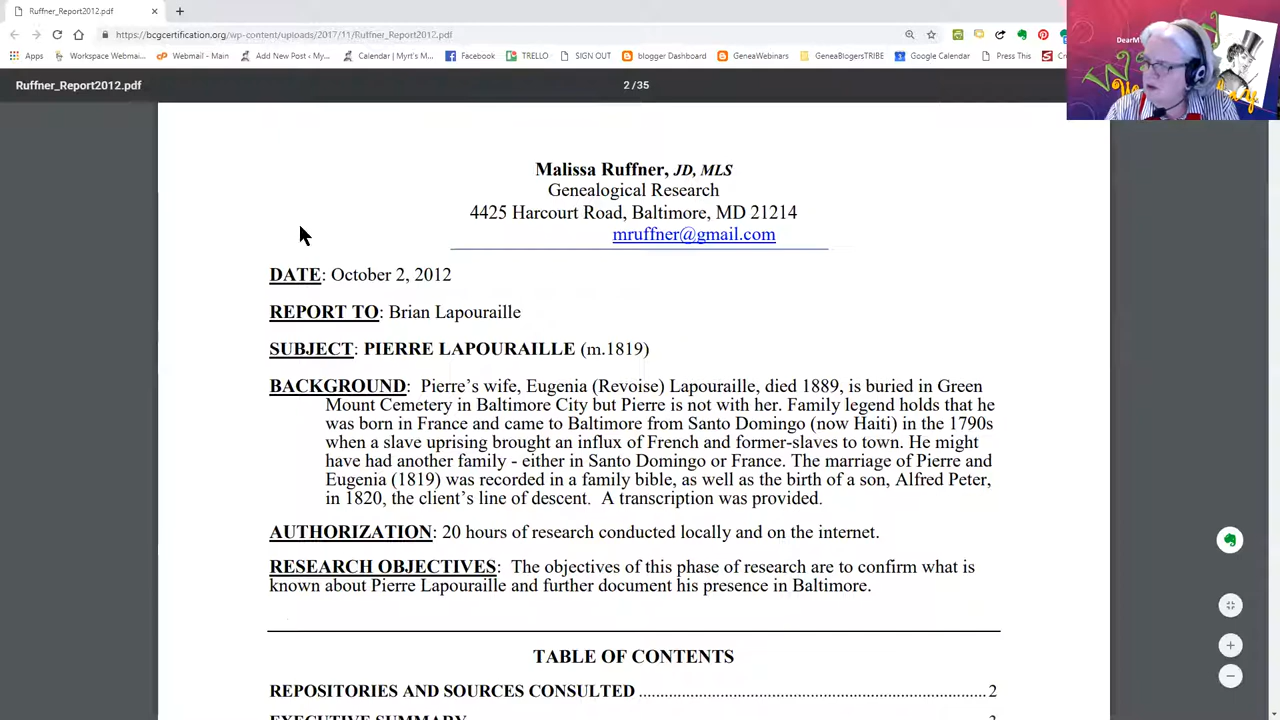 Ruffner_Report2012.pdf
https://bcgcertification.org/wp-content/uploads/2017/11/Ruffner_Report2012.pdf
Apps Workspace Webmai... Webmail - Main Add New Post ‹ My... Calendar | Myrt's M... Facebook TRELLO SIGN OUT blogger Dashboard GeneaWebinars GeneaBlogersTRIBE Google Calendar Press This
DearM
Ruffner_Report2012.pdf 2 / 35
Malissa Ruffner, JD, MLS
Genealogical Research
4425 Harcourt Road, Baltimore, MD 21214
mruffner@gmail.com
DATE: October 2, 2012
REPORT TO: Brian Lapouraille
SUBJECT: PIERRE LAPOURAILLE (m.1819)
BACKGROUND: Pierre's wife, Eugenia (Revoise) Lapouraille, died 1889, is buried in Green
Mount Cemetery in Baltimore City but Pierre is not with her. Family legend holds that he
was born in France and came to Baltimore from Santo Domingo (now Haiti) in the 1790s
when a slave uprising brought an influx of French and former-slaves to town. He might
have had another family - either in Santo Domingo or France. The marriage of Pierre and
Eugenia (1819) was recorded in a family bible, as well as the birth of a son, Alfred Peter,
in 1820, the client's line of descent. A transcription was provided.
AUTHORIZATION: 20 hours of research conducted locally and on the internet.
RESEARCH OBJECTIVES: The objectives of this phase of research are to confirm what is
known about Pierre Lapouraille and further document his presence in Baltimore.
TABLE OF CONTENTS
REPOSITORIES AND SOURCES CONSULTED ........ 2
EXECUTIVE SUMMARY